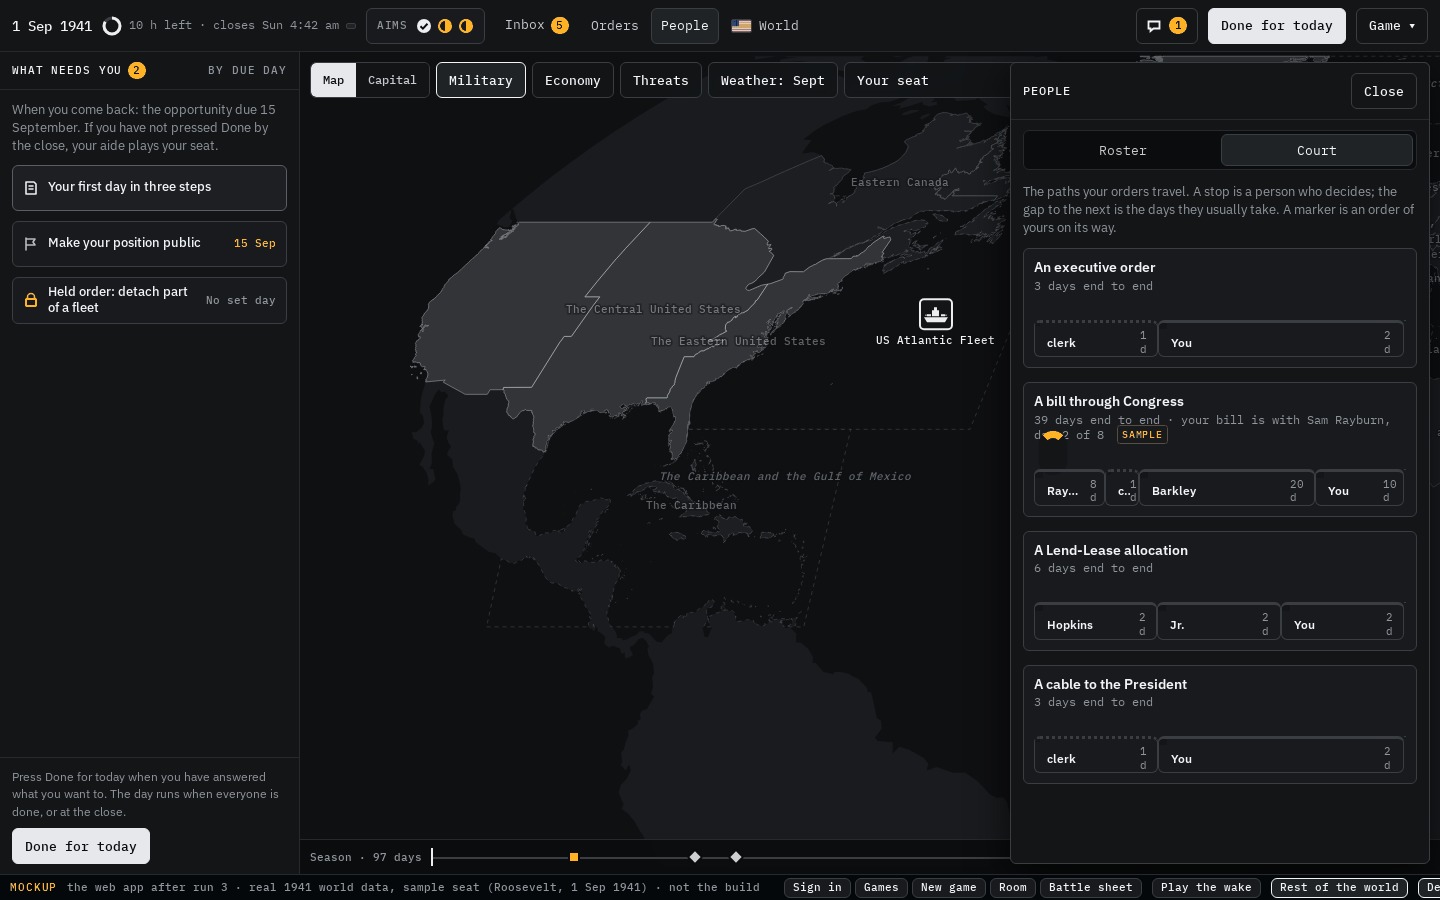 1 Sep 1941
10 h left · closes Sun 4:42 am
AIMS
Inbox 5
Orders
People
World
1
Done for today
Game ▾
WHAT NEEDS YOU 2
BY DUE DAY
When you come back: the opportunity due 15
September. If you have not pressed Done by
the close, your aide plays your seat.
Your first day in three steps
Make your position public
15 Sep
Held order: detach part
of a fleet
No set day
Press Done for today when you have answered
what you want to. The day runs when everyone is
done, or at the close.
Done for today
Map
Capital
Military
Economy
Threats
Weather: Sept
Your seat
Eastern Canada
The Central United States
The Eastern United States
US Atlantic Fleet
The Caribbean and the Gulf of Mexico
The Caribbean
Season · 97 days
PEOPLE
Close
Roster
Court
The paths your orders travel. A stop is a person who decides; the
gap to the next is the days they usually take. A marker is an order of
yours on its way.
An executive order
3 days end to end
clerk
1
d
You
2
d
A bill through Congress
39 days end to end · your bill is with Sam Rayburn,
2 of 8
SAMPLE
Ray…
8
d
c…
1
d
Barkley
20
d
You
10
d
A Lend-Lease allocation
6 days end to end
Hopkins
2
d
Jr.
2
d
You
2
d
A cable to the President
3 days end to end
clerk
1
d
You
2
d
MOCKUP
the web app after run 3 · real 1941 world data, sample seat (Roosevelt, 1 Sep 1941) · not the build
Sign in
Games
New game
Room
Battle sheet
Play the wake
Rest of the world
De